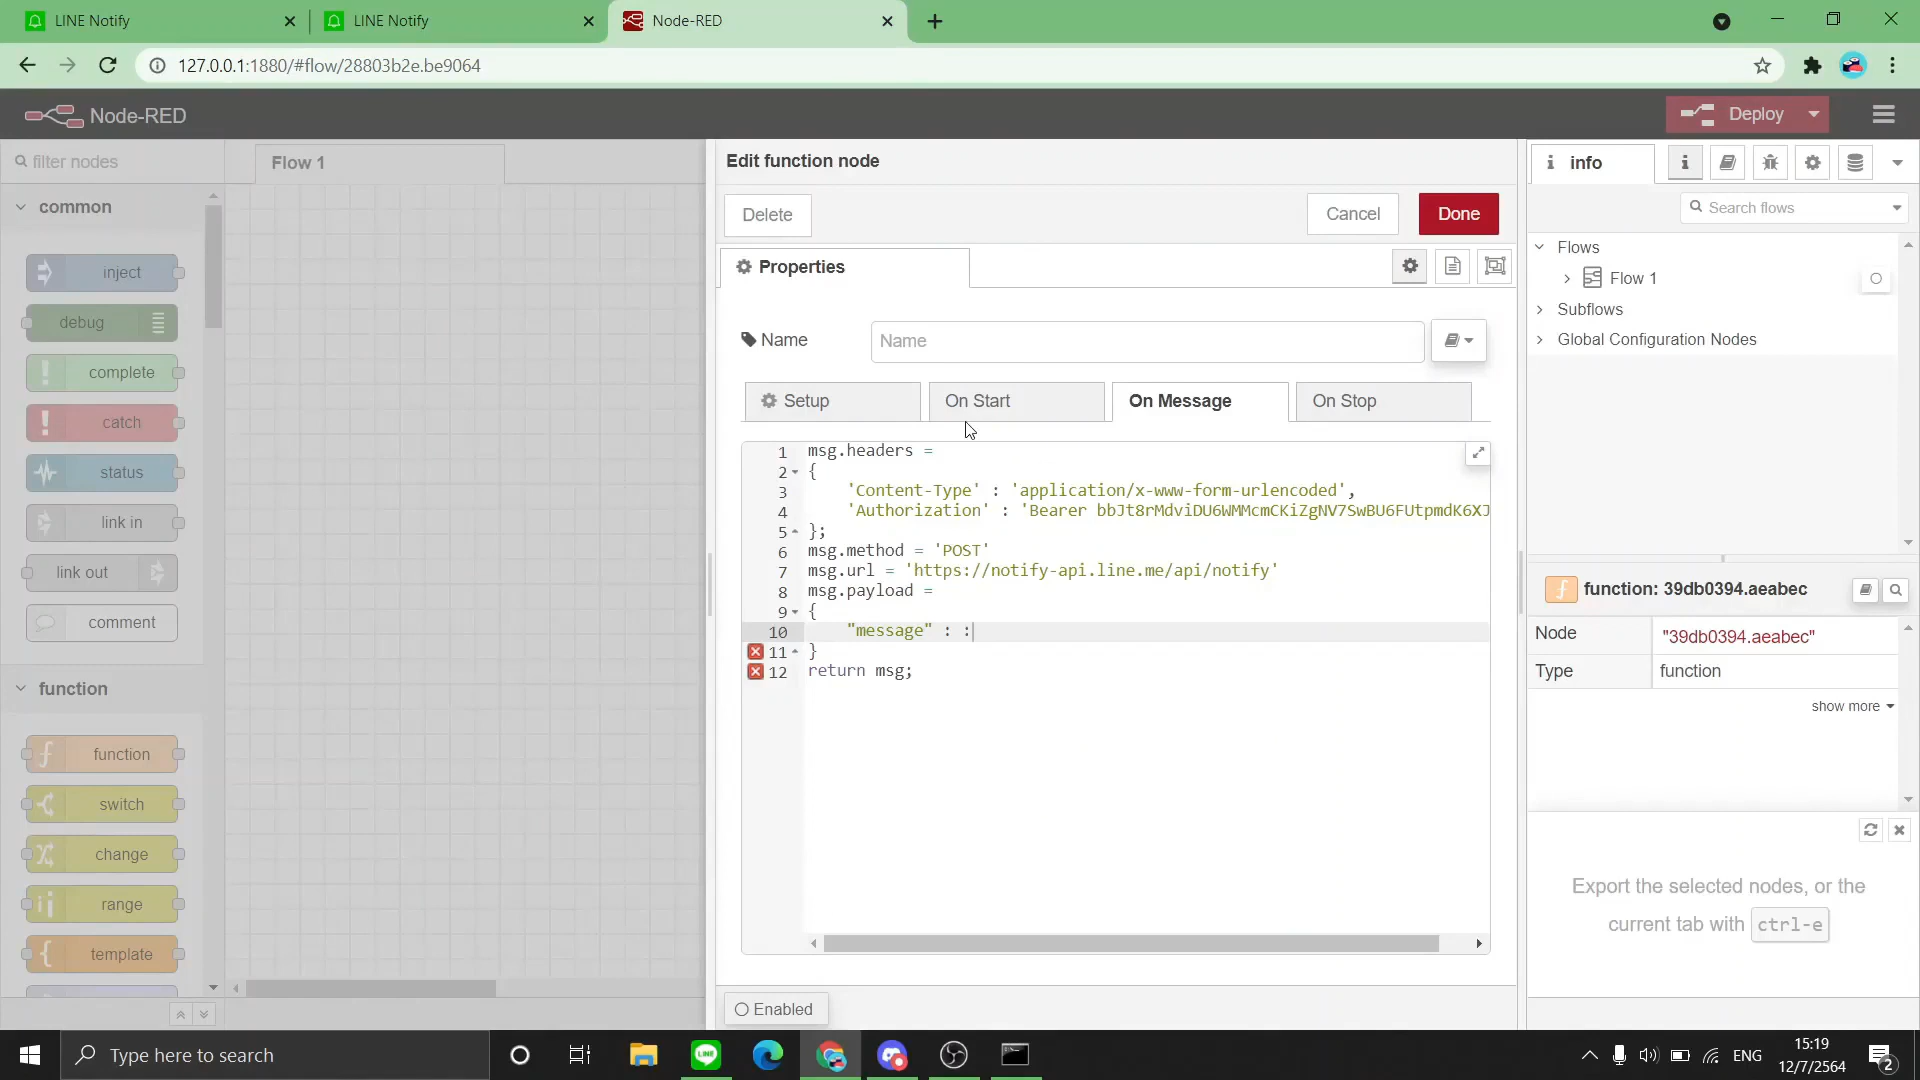 LINE Notify
LINE Notify
Node-RED
127.0.0.1:1880/#flow/28803b2e.be9064
Node-RED
Deploy
filter nodes
common
inject
debug
complete
catch
status
link in
link out
comment
function
function
switch
change
range
template
Flow 1
Edit function node
Delete
Cancel
Done
Properties
Name
Name
Setup
On Start
On Message
On Stop
1 msg.headers =
2 {
3 'Content-Type' : 'application/x-www-form-urlencoded',
4 'Authorization' : 'Bearer bbJt8rMdviDU6WMMcmCKiZgNV7SwBU6FUtpmdK6XJ
5 };
6 msg.method = 'POST'
7 msg.url = 'https://notify-api.line.me/api/notify'
8 msg.payload =
9 {
10 "message" : :
11 }
12 return msg;
Enabled
info
Search flows
Flows
Flow 1
Subflows
Global Configuration Nodes
function: 39db0394.aeabec
Node "39db0394.aeabec"
Type function
show more
Export the selected nodes, or the
current tab with ctrl-e
Type here to search
ENG
15:19
12/7/2564
2